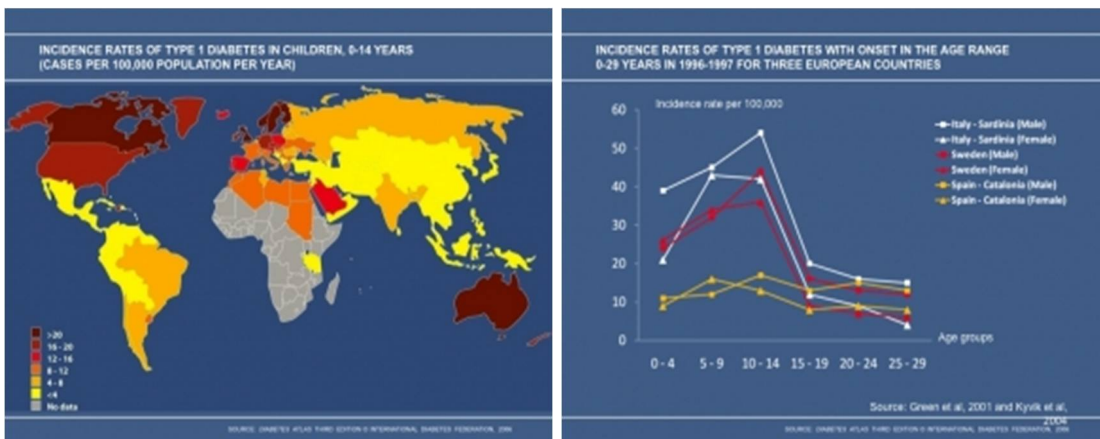 INCIDENCE RATES OF TYPE 1 DIABETES IN CHILDREN, 0-14 YEARS
(CASES PER 100,000 POPULATION PER YEAR)
>20
16 - 20
12 - 16
8 - 12
4 - 8
<4
No data
SOURCE: DIABETES ATLAS THIRD EDITION © INTERNATIONAL DIABETES FEDERATION, 2006
INCIDENCE RATES OF TYPE 1 DIABETES WITH ONSET IN THE AGE RANGE
0-29 YEARS IN 1996-1997 FOR THREE EUROPEAN COUNTRIES
Incidence rate per 100,000
60
50
40
30
20
10
0
0 - 4 5 - 9 10 - 14 15 - 19 20 - 24 25 - 29
Age groups
Italy - Sardinia (Male)
Italy - Sardinia (Female)
Sweden (Male)
Sweden (Female)
Spain - Catalonia (Male)
Spain - Catalonia (Female)
Source: Green et al, 2001 and Kyvik et al,
2004
SOURCE: DIABETES ATLAS THIRD EDITION © INTERNATIONAL DIABETES FEDERATION, 2006